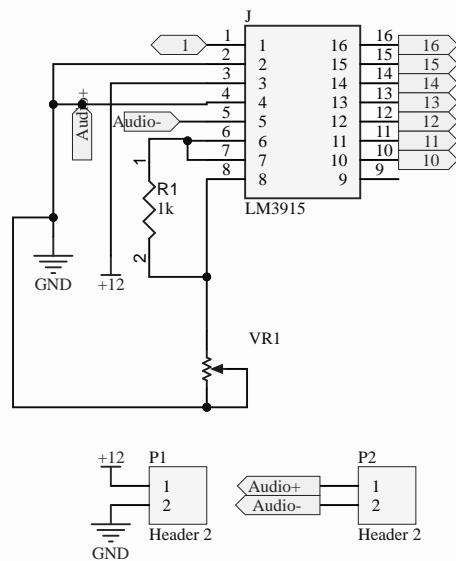 J
1 1 1 16 16 16
2 2 15 15 15
3 3 14 14 14
4 4 13 13 13
Audio+
Audio- 5 5 12 12 12
6 6 11 11 11
7 7 10 10 10
8 8 9 9
LM3915
1
R1
1k
2
GND
+12
VR1
+12 P1
1
2
GND
Header 2
P2
Audio+ 1
Audio- 2
Header 2